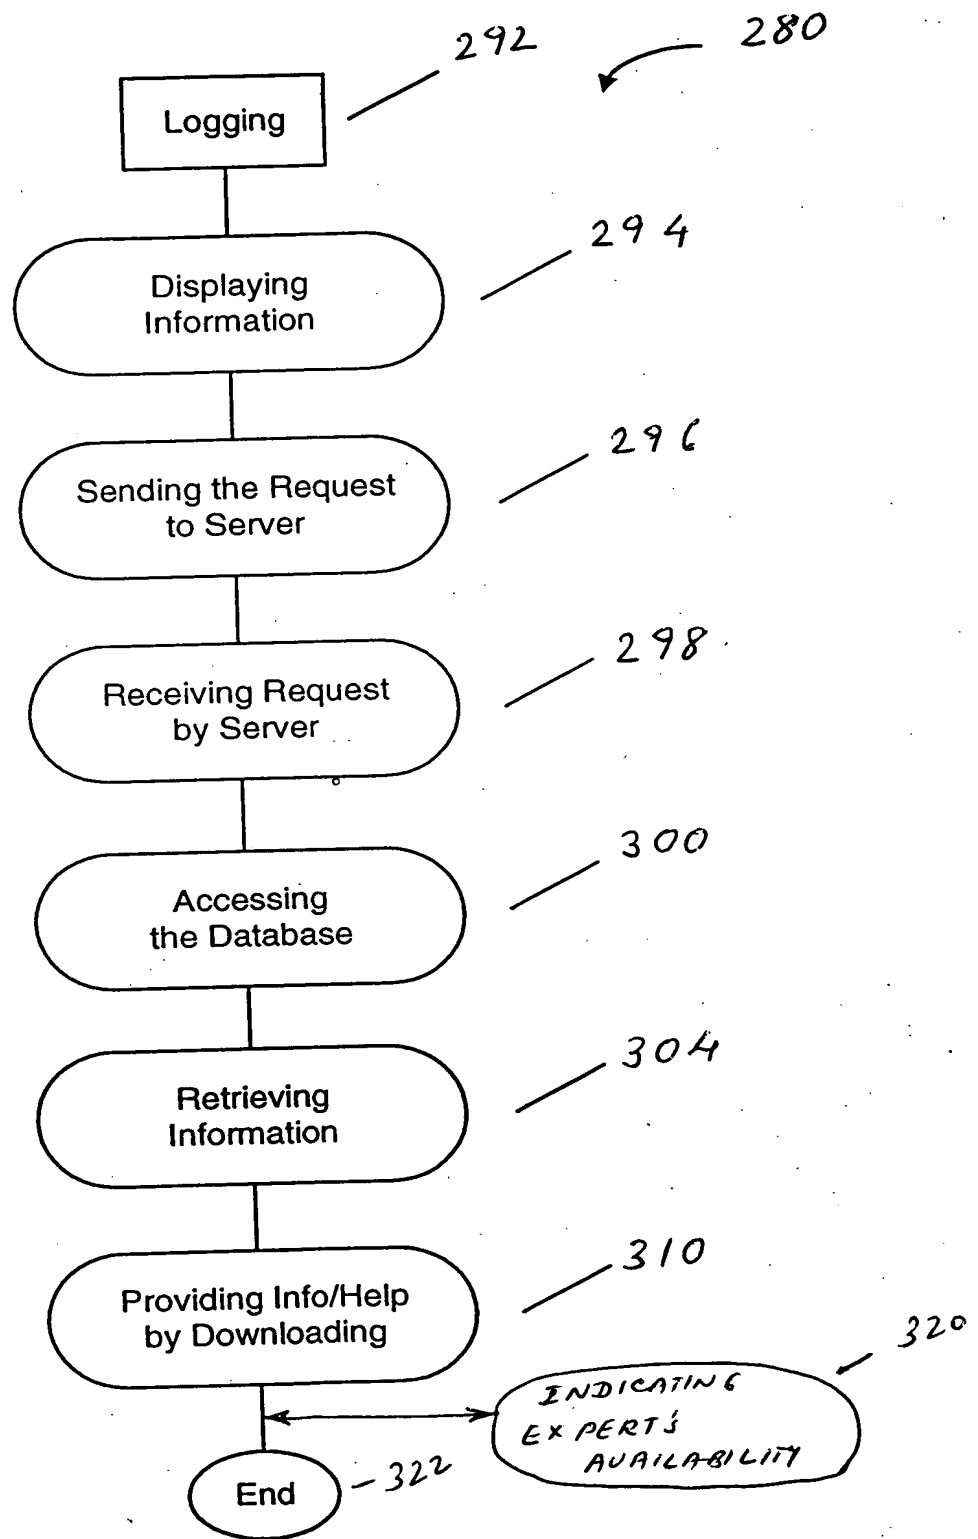 292
280
Logging
294
Displaying
Information
296
Sending the Request
to Server
298
Receiving Request
by Server
300
Accessing
the Database
304
Retrieving
Information
310
Providing Info/Help
by Downloading
320
INDICATING
EXPERT'S
AVAILABILITY
End
322